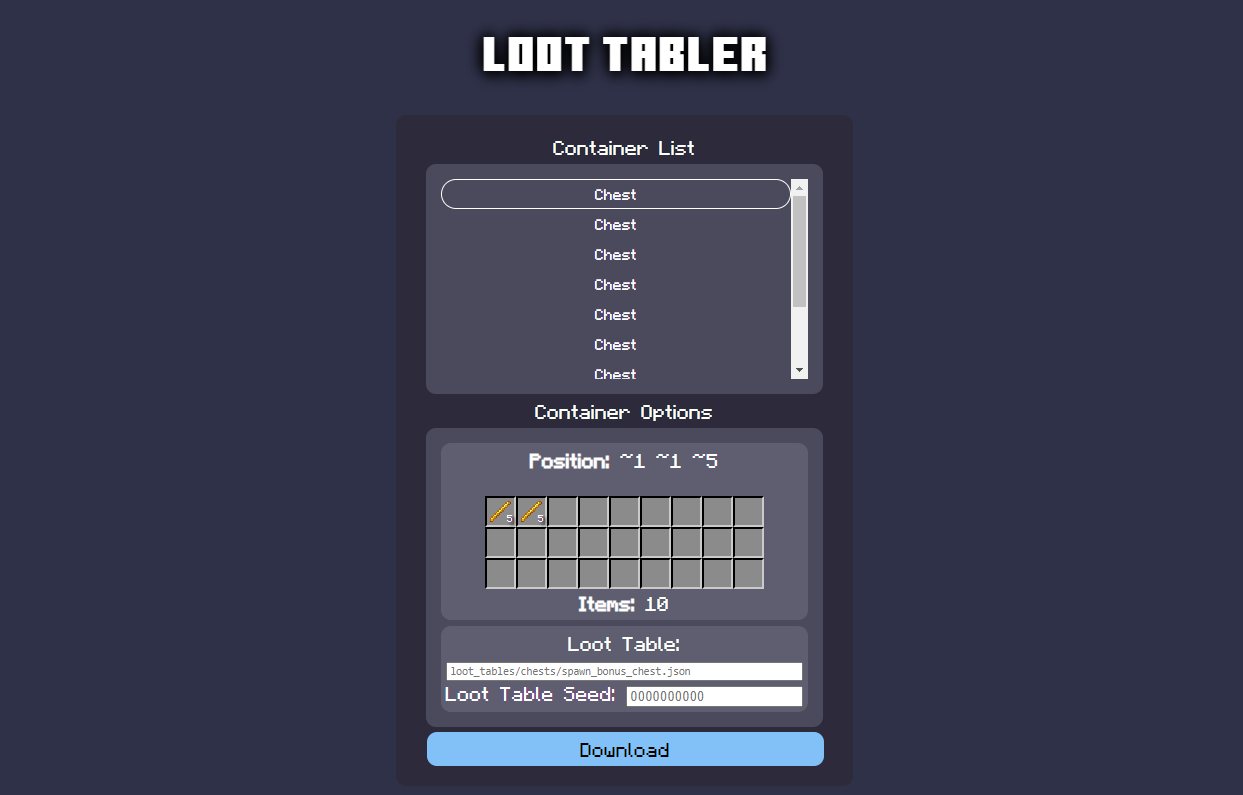 LOOT TABLER
Container List
Chest
Chest
Chest
Chest
Chest
Chest
Chest
Container Options
Position: ~1 ~1 ~5
5 5
Items: 10
Loot Table:
loot_tables/chests/spawn_bonus_chest.json
Loot Table Seed: 0000000000
Download